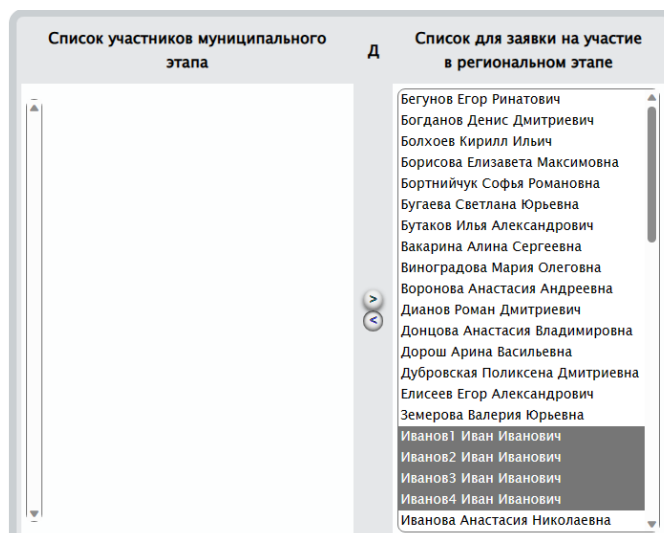 Список участников муниципального
этапа
Д
Список для заявки на участие
в региональном этапе
Бегунов Егор Ринатович
Богданов Денис Дмитриевич
Болхоев Кирилл Ильич
Борисова Елизавета Максимовна
Бортнийчук Софья Романовна
Бугаева Светлана Юрьевна
Бутаков Илья Александрович
Вакарина Алина Сергеевна
Виноградова Мария Олеговна
Воронова Анастасия Андреевна
Дианов Роман Дмитриевич
Донцова Анастасия Владимировна
Дорош Арина Васильевна
Дубровская Поликсена Дмитриевна
Елисеев Егор Александрович
Земерова Валерия Юрьевна
Иванов1 Иван Иванович
Иванов2 Иван Иванович
Иванов3 Иван Иванович
Иванов4 Иван Иванович
Иванова Анастасия Николаевна
>
<